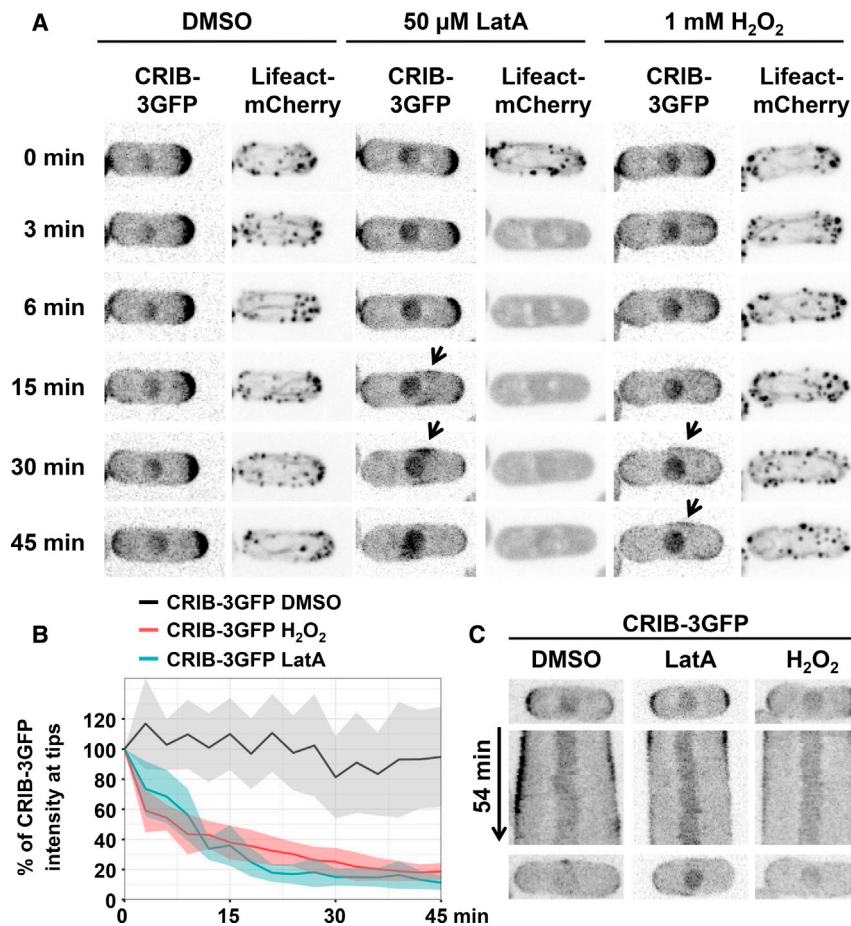 A
DMSO
50 µM LatA
1 mM H₂O₂
CRIB-
3GFP
Lifeact-
mCherry
CRIB-
3GFP
Lifeact-
mCherry
CRIB-
3GFP
Lifeact-
mCherry
0 min
3 min
6 min
15 min
30 min
45 min
B
CRIB-3GFP DMSO
CRIB-3GFP H₂O₂
CRIB-3GFP LatA
% of CRIB-3GFP
intensity at tips
120
100
80
60
40
20
0
0
15
30
45 min
C
CRIB-3GFP
DMSO
LatA
H₂O₂
54 min